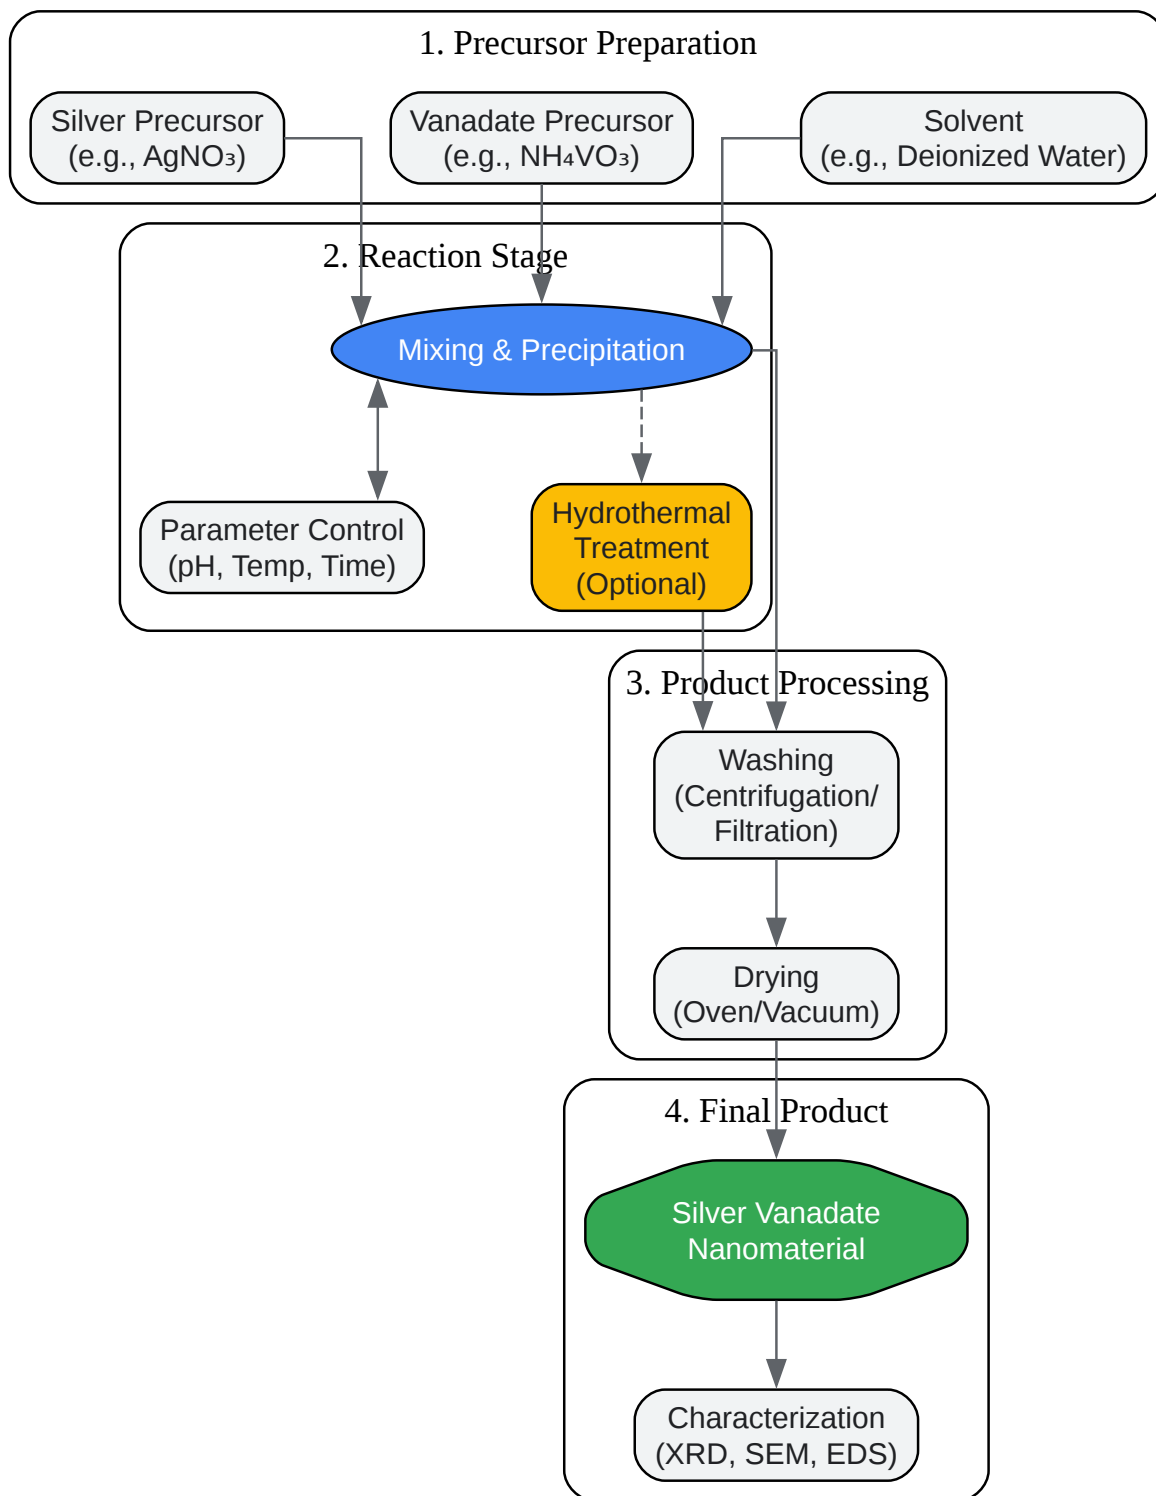 1. Precursor Preparation
Silver Precursor
(e.g., AgNO₃)
Vanadate Precursor
(e.g., NH₄VO₃)
Solvent
(e.g., Deionized Water)
2. Reaction Stage
Mixing & Precipitation
Parameter Control
(pH, Temp, Time)
Hydrothermal
Treatment
(Optional)
3. Product Processing
Washing
(Centrifugation/
Filtration)
Drying
(Oven/Vacuum)
4. Final Product
Silver Vanadate
Nanomaterial
Characterization
(XRD, SEM, EDS)